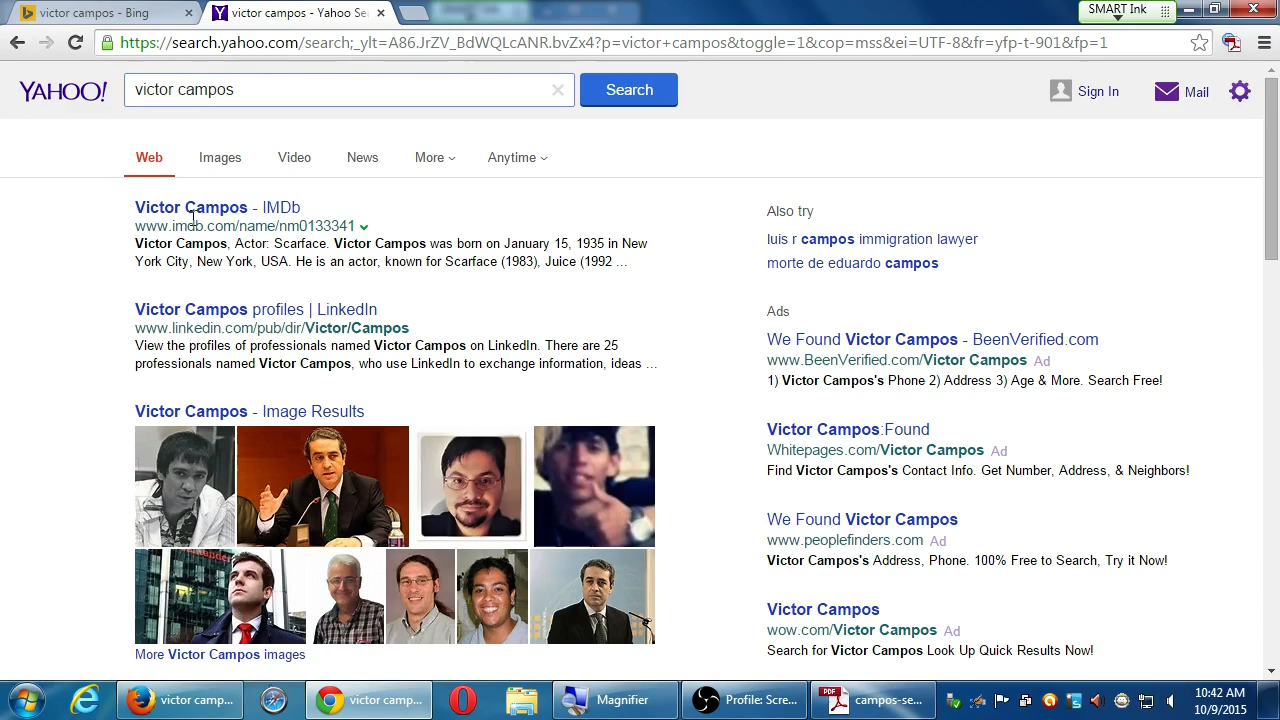 victor campos - Bing
victor campos - Yahoo Se
SMART Ink
https://search.yahoo.com/search;_ylt=A86.JrZV_BdWQLcANR.bvZx4?p=victor+campos&toggle=1&cop=mss&ei=UTF-8&fr=yfp-t-901&fp=1
YAHOO!
victor campos
Search
Sign In
Mail
Web
Images
Video
News
More
Anytime
Victor Campos - IMDb
www.imdb.com/name/nm0133341
Victor Campos, Actor: Scarface. Victor Campos was born on January 15, 1935 in New
York City, New York, USA. He is an actor, known for Scarface (1983), Juice (1992 ...
Victor Campos profiles | LinkedIn
www.linkedin.com/pub/dir/Victor/Campos
View the profiles of professionals named Victor Campos on LinkedIn. There are 25
professionals named Victor Campos, who use LinkedIn to exchange information, ideas ...
Victor Campos - Image Results
More Victor Campos images
Also try
luis r campos immigration lawyer
morte de eduardo campos
Ads
We Found Victor Campos - BeenVerified.com
www.BeenVerified.com/Victor Campos Ad
1) Victor Campos's Phone 2) Address 3) Age & More. Search Free!
Victor Campos:Found
Whitepages.com/Victor Campos Ad
Find Victor Campos's Contact Info. Get Number, Address, & Neighbors!
We Found Victor Campos
www.peoplefinders.com Ad
Victor Campos's Address, Phone. 100% Free to Search, Try it Now!
Victor Campos
wow.com/Victor Campos Ad
Search for Victor Campos Look Up Quick Results Now!
victor camp...
victor camp...
Magnifier
Profile: Scre...
PDF
campos-se...
10:42 AM
10/9/2015